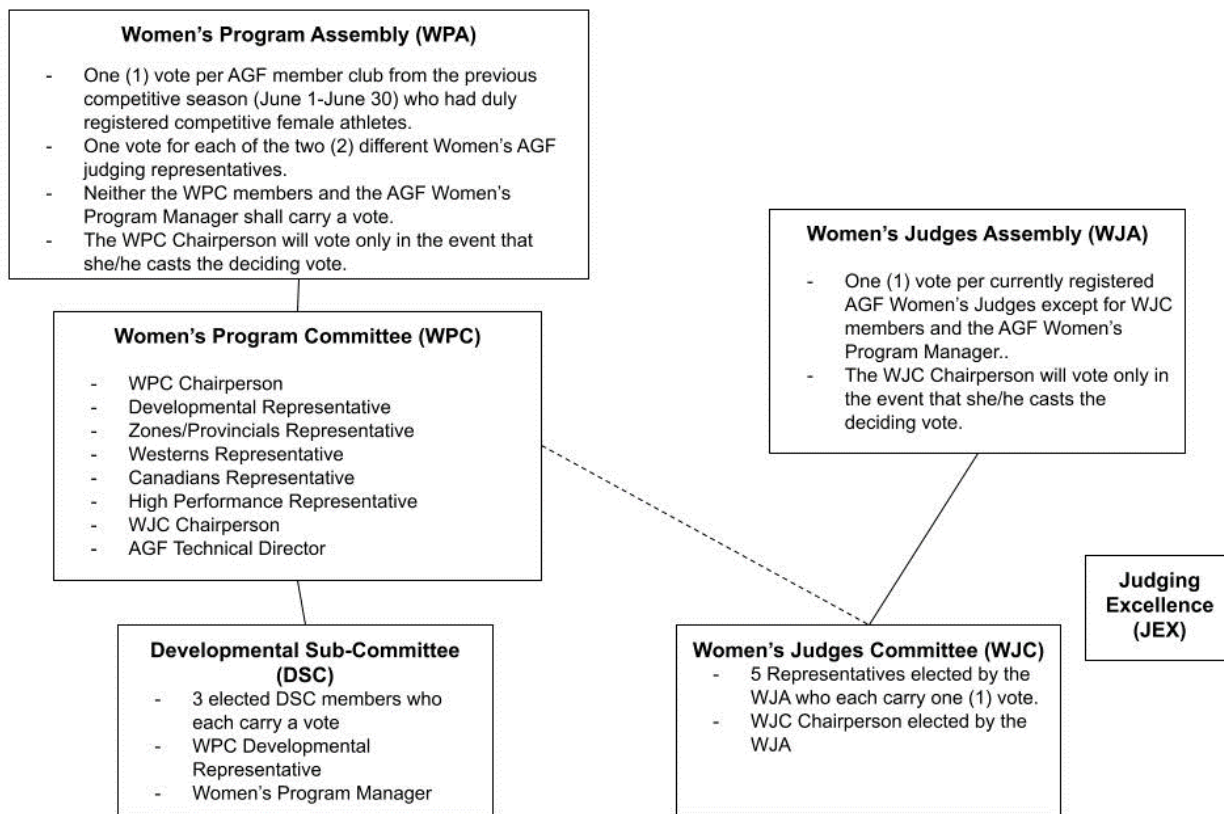 Women’s Program Assembly (WPA)
- One (1) vote per AGF member club from the previous
competitive season (June 1-June 30) who had duly
registered competitive female athletes.
- One vote for each of the two (2) different Women’s AGF
judging representatives.
- Neither the WPC members and the AGF Women’s
Program Manager shall carry a vote.
- The WPC Chairperson will vote only in the event that
she/he casts the deciding vote.
Women’s Judges Assembly (WJA)
- One (1) vote per currently registered
AGF Women’s Judges except for WJC
members and the AGF Women’s
Program Manager..
- The WJC Chairperson will vote only in
the event that she/he casts the
deciding vote.
Women’s Program Committee (WPC)
- WPC Chairperson
- Developmental Representative
- Zones/Provincials Representative
- Westerns Representative
- Canadians Representative
- High Performance Representative
- WJC Chairperson
- AGF Technical Director
Judging
Excellence
(JEX)
Developmental Sub-Committee
(DSC)
- 3 elected DSC members who
each carry a vote
- WPC Developmental
Representative
- Women’s Program Manager
Women’s Judges Committee (WJC)
- 5 Representatives elected by the
WJA who each carry one (1) vote.
- WJC Chairperson elected by the
WJA